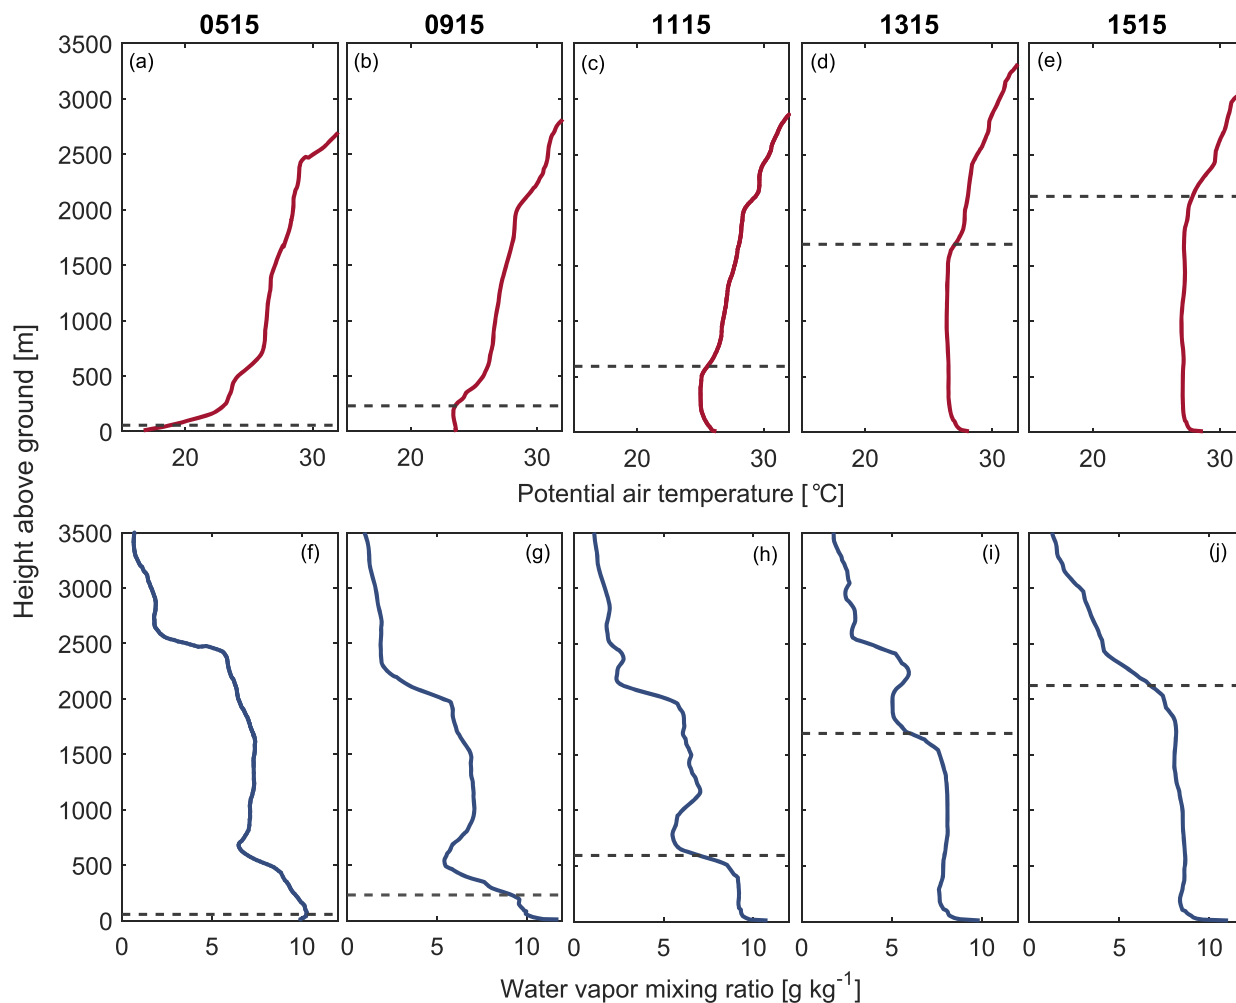 0515 0915 1115 1315 1515
3500 (a) (b) (c) (d) (e)
3000
2500
2000
1500
1000
500
0
20 30 20 30 20 30 20 30 20 30
Potential air temperature [°C]
Height above ground [m]
3500 (f) (g) (h) (i) (j)
3000
2500
2000
1500
1000
500
0
0 5 10 0 5 10 0 5 10 0 5 10 0 5 10
Water vapor mixing ratio [g kg⁻¹]